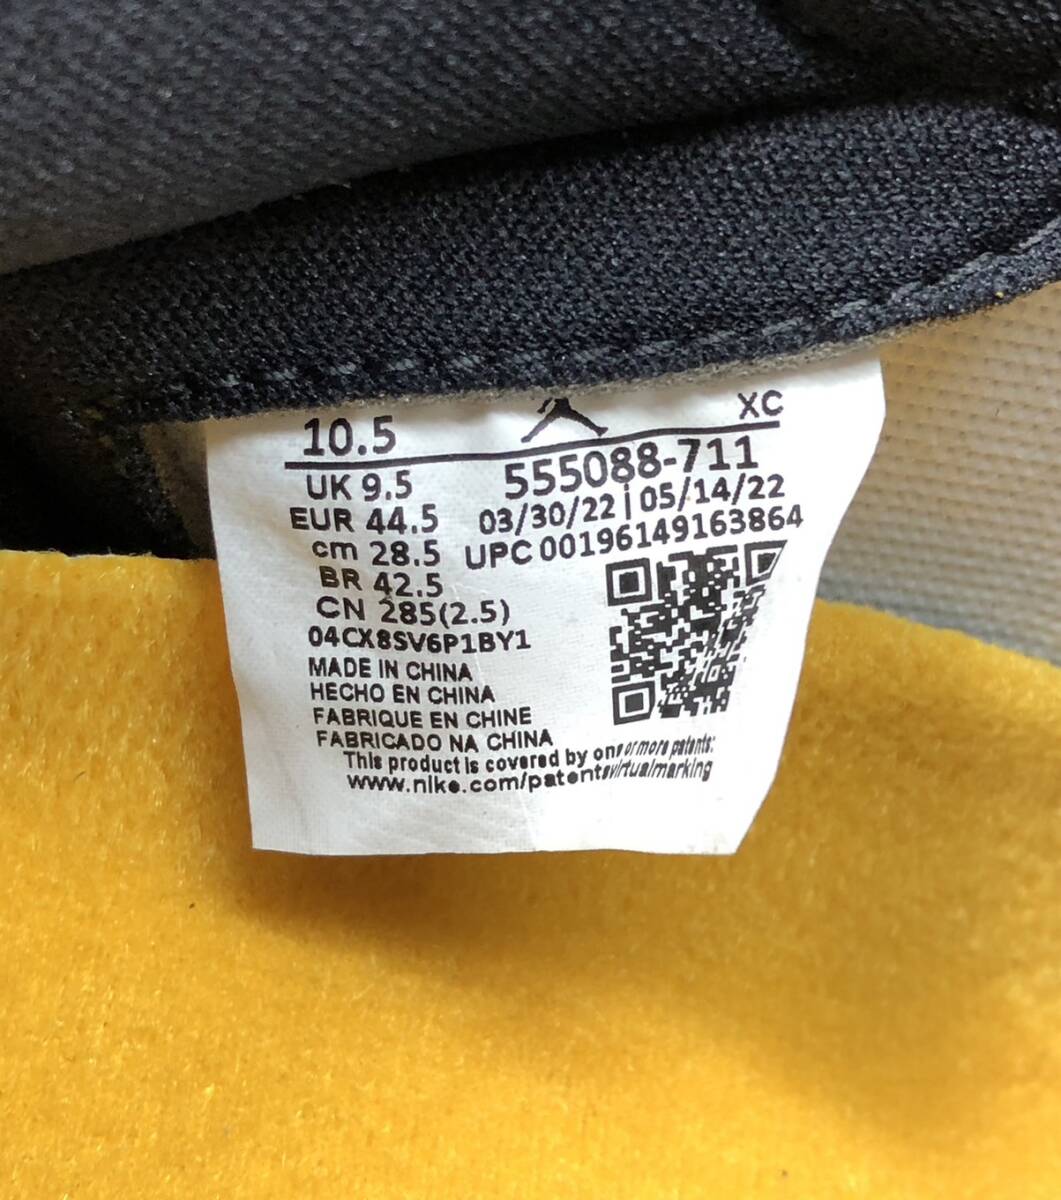 10.5 XC
UK 9.5 555088-711
EUR 44.5 03/30/22 | 05/14/22
cm 28.5 UPC 00196149163864
BR 42.5
CN 285(2.5)
04CX8SV6P1BY1
MADE IN CHINA
HECHO EN CHINA
FABRIQUE EN CHINE
FABRICADO NA CHINA
This product is covered by one or more patents:
www.nike.com/patentsvirtualmarking